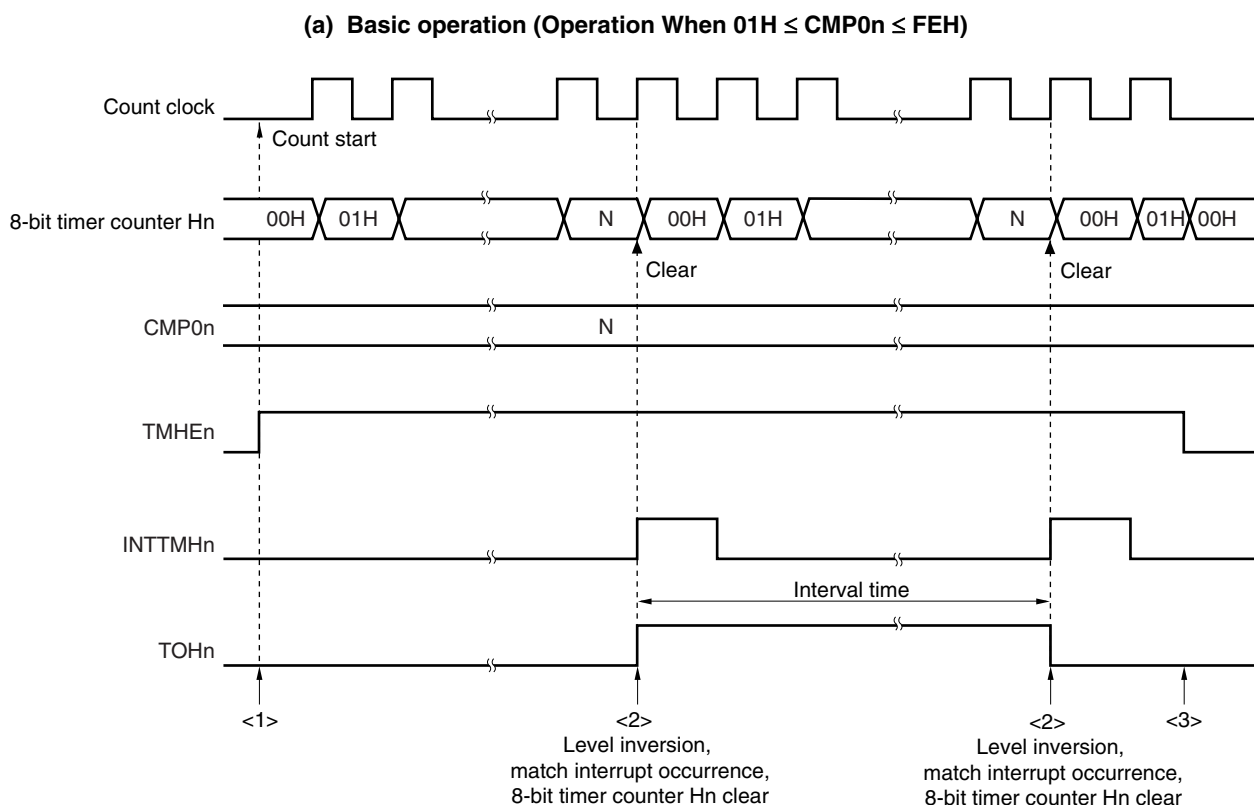 (a) Basic operation (Operation When 01H ≤ CMP0n ≤ FEH)
Count clock
Count start
8-bit timer counter Hn
00H 01H N 00H 01H N 00H 01H 00H
Clear Clear
CMP0n
N
TMHEn
INTTMHn
Interval time
TOHn
<1> <2> <2> <3>
Level inversion,
match interrupt occurrence,
8-bit timer counter Hn clear
Level inversion,
match interrupt occurrence,
8-bit timer counter Hn clear